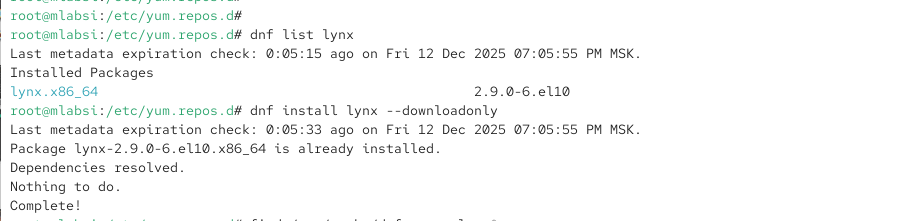 root@mlabsi:/etc/yum.repos.d#
root@mlabsi:/etc/yum.repos.d# dnf list lynx
Last metadata expiration check: 0:05:15 ago on Fri 12 Dec 2025 07:05:55 PM MSK.
Installed Packages
lynx.x86_64 2.9.0-6.el10
root@mlabsi:/etc/yum.repos.d# dnf install lynx --downloadonly
Last metadata expiration check: 0:05:33 ago on Fri 12 Dec 2025 07:05:55 PM MSK.
Package lynx-2.9.0-6.el10.x86_64 is already installed.
Dependencies resolved.
Nothing to do.
Complete!